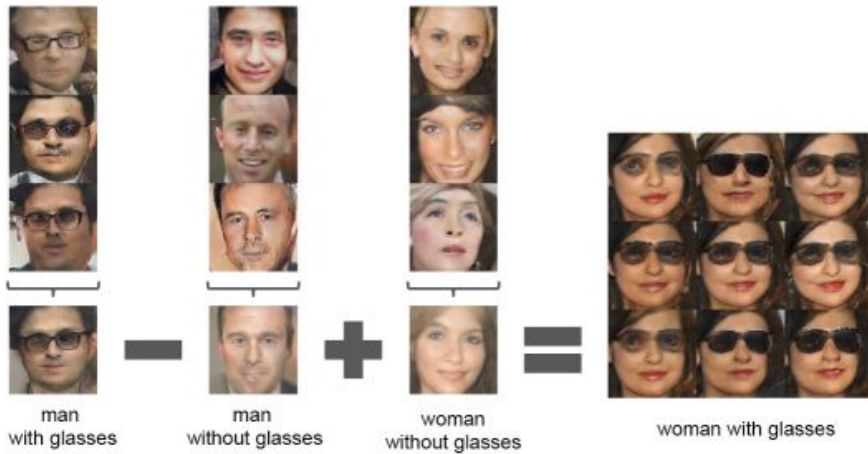 man
with glasses
man
without glasses
woman
without glasses
woman with glasses